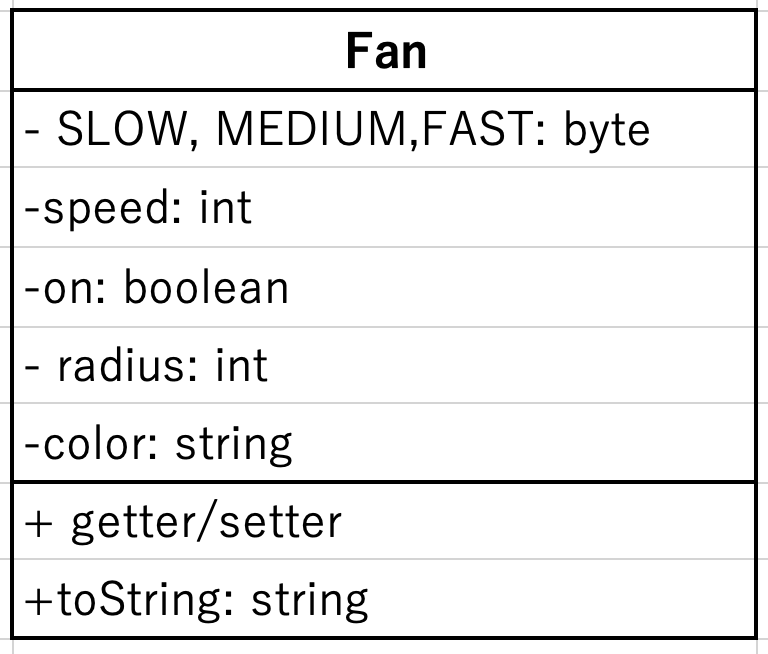 Fan
- SLOW, MEDIUM,FAST: byte
-speed: int
-on: boolean
- radius: int
-color: string
+ getter/setter
+toString: string